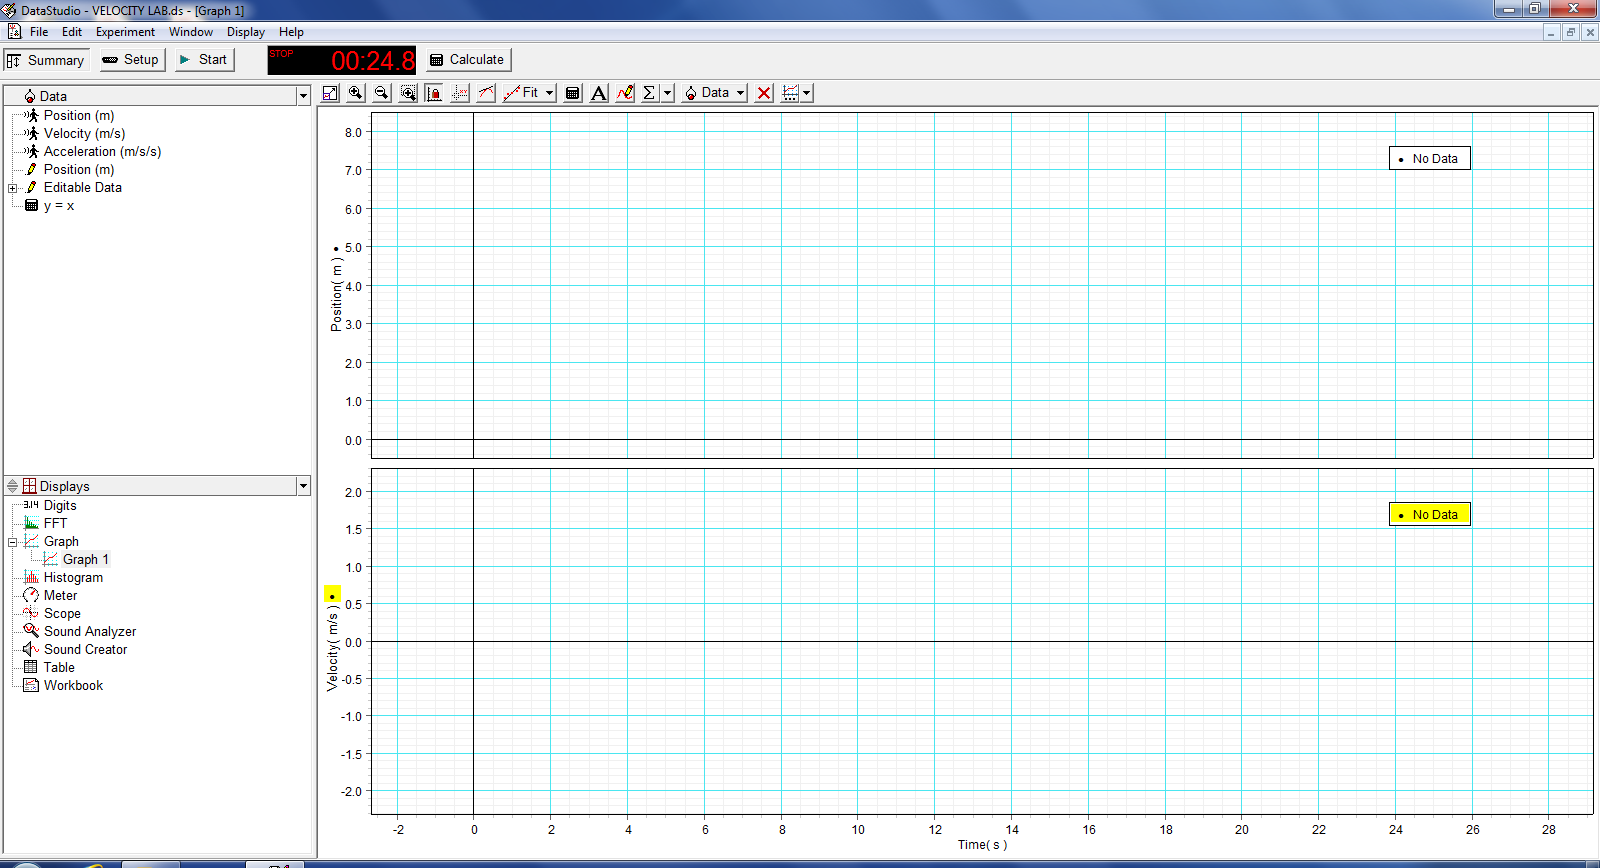 DataStudio - VELOCITY LAB.ds - [Graph 1]
File Edit Experiment Window Display Help
Summary Setup Start STOP 00:24.8 Calculate
Data
Position (m)
Velocity (m/s)
Acceleration (m/s/s)
Position (m)
Editable Data
y = x
Displays
3.14 Digits
FFT
Graph
Graph 1
Histogram
Meter
Scope
Sound Analyzer
Sound Creator
Table
Workbook
Fit A Σ Data
8.0
7.0
6.0
5.0
4.0
3.0
2.0
1.0
0.0
Position( m )
No Data
2.0
1.5
1.0
0.5
0.0
-0.5
-1.0
-1.5
-2.0
Velocity( m/s )
No Data
-2 0 2 4 6 8 10 12 14 16 18 20 22 24 26 28
Time( s )